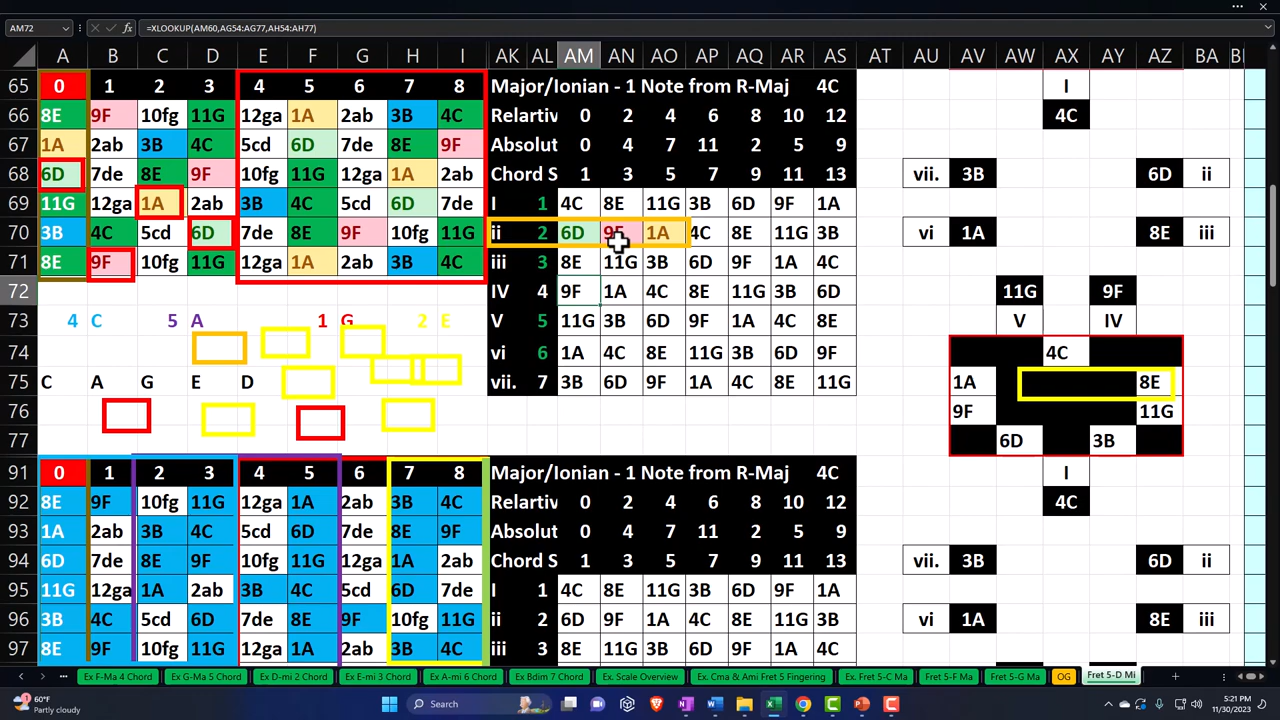 AM72 fx =XLOOKUP(AM60,AG54:AG77,AH54:AH77)
A B C D E F G H I AK AL AM AN AO AP AQ AR AS AT AU AV AW AX AY AZ BA
65 0 1 2 3 4 5 6 7 8 Major/Ionian - 1 Note from R-Maj 4C I
66 8E 9F 10fg 11G 12ga 1A 2ab 3B 4C Relartiv 0 2 4 6 8 10 12 4C
67 1A 2ab 3B 4C 5cd 6D 7de 8E 9F Absolut 0 4 7 11 2 5 9
68 6D 7de 8E 9F 10fg 11G 12ga 1A 2ab Chord S 1 3 5 7 9 11 13 vii. 3B 6D ii
69 11G 12ga 1A 2ab 3B 4C 5cd 6D 7de I 1 4C 8E 11G 3B 6D 9F 1A
70 3B 4C 5cd 6D 7de 8E 9F 10fg 11G ii 2 6D 9F 1A 4C 8E 11G 3B vi 1A 8E iii
71 8E 9F 10fg 11G 12ga 1A 2ab 3B 4C iii 3 8E 11G 3B 6D 9F 1A 4C
72 IV 4 9F 1A 4C 8E 11G 3B 6D 11G 9F
73 4 C 5 A 1 G 2 E V 5 11G 3B 6D 9F 1A 4C 8E V IV
74 vi 6 1A 4C 8E 11G 3B 6D 9F 4C
75 C A G E D vii. 7 3B 6D 9F 1A 4C 8E 11G 1A 8E
76 9F 11G
77 6D 3B
91 0 1 2 3 4 5 6 7 8 Major/Ionian - 1 Note from R-Maj 4C I
92 8E 9F 10fg 11G 12ga 1A 2ab 3B 4C Relartiv 0 2 4 6 8 10 12 4C
93 1A 2ab 3B 4C 5cd 6D 7de 8E 9F Absolut 0 4 7 11 2 5 9
94 6D 7de 8E 9F 10fg 11G 12ga 1A 2ab Chord S 1 3 5 7 9 11 13 vii. 3B 6D ii
95 11G 12ga 1A 2ab 3B 4C 5cd 6D 7de I 1 4C 8E 11G 3B 6D 9F 1A
96 3B 4C 5cd 6D 7de 8E 9F 10fg 11G ii 2 6D 9F 1A 4C 8E 11G 3B vi 1A 8E iii
97 8E 9F 10fg 11G 12ga 1A 2ab 3B 4C iii 3 8E 11G 3B 6D 9F 1A 4C
... Ex F-Ma 4 Chord Ex G-Ma 5 Chord Ex D-mi 2 Chord Ex E-mi 3 Chord Ex A-mi 6 Chord Ex Bdim 7 Chord Ex. Scale Overview Ex. Cma & Ami Fret 5 Fingering Ex. Fret 5-C Ma Fret 5-F Ma Fret 5-G Ma OG Fret 5-D Mi
60°F
Partly cloudy
Search
5:21 PM
11/30/2023